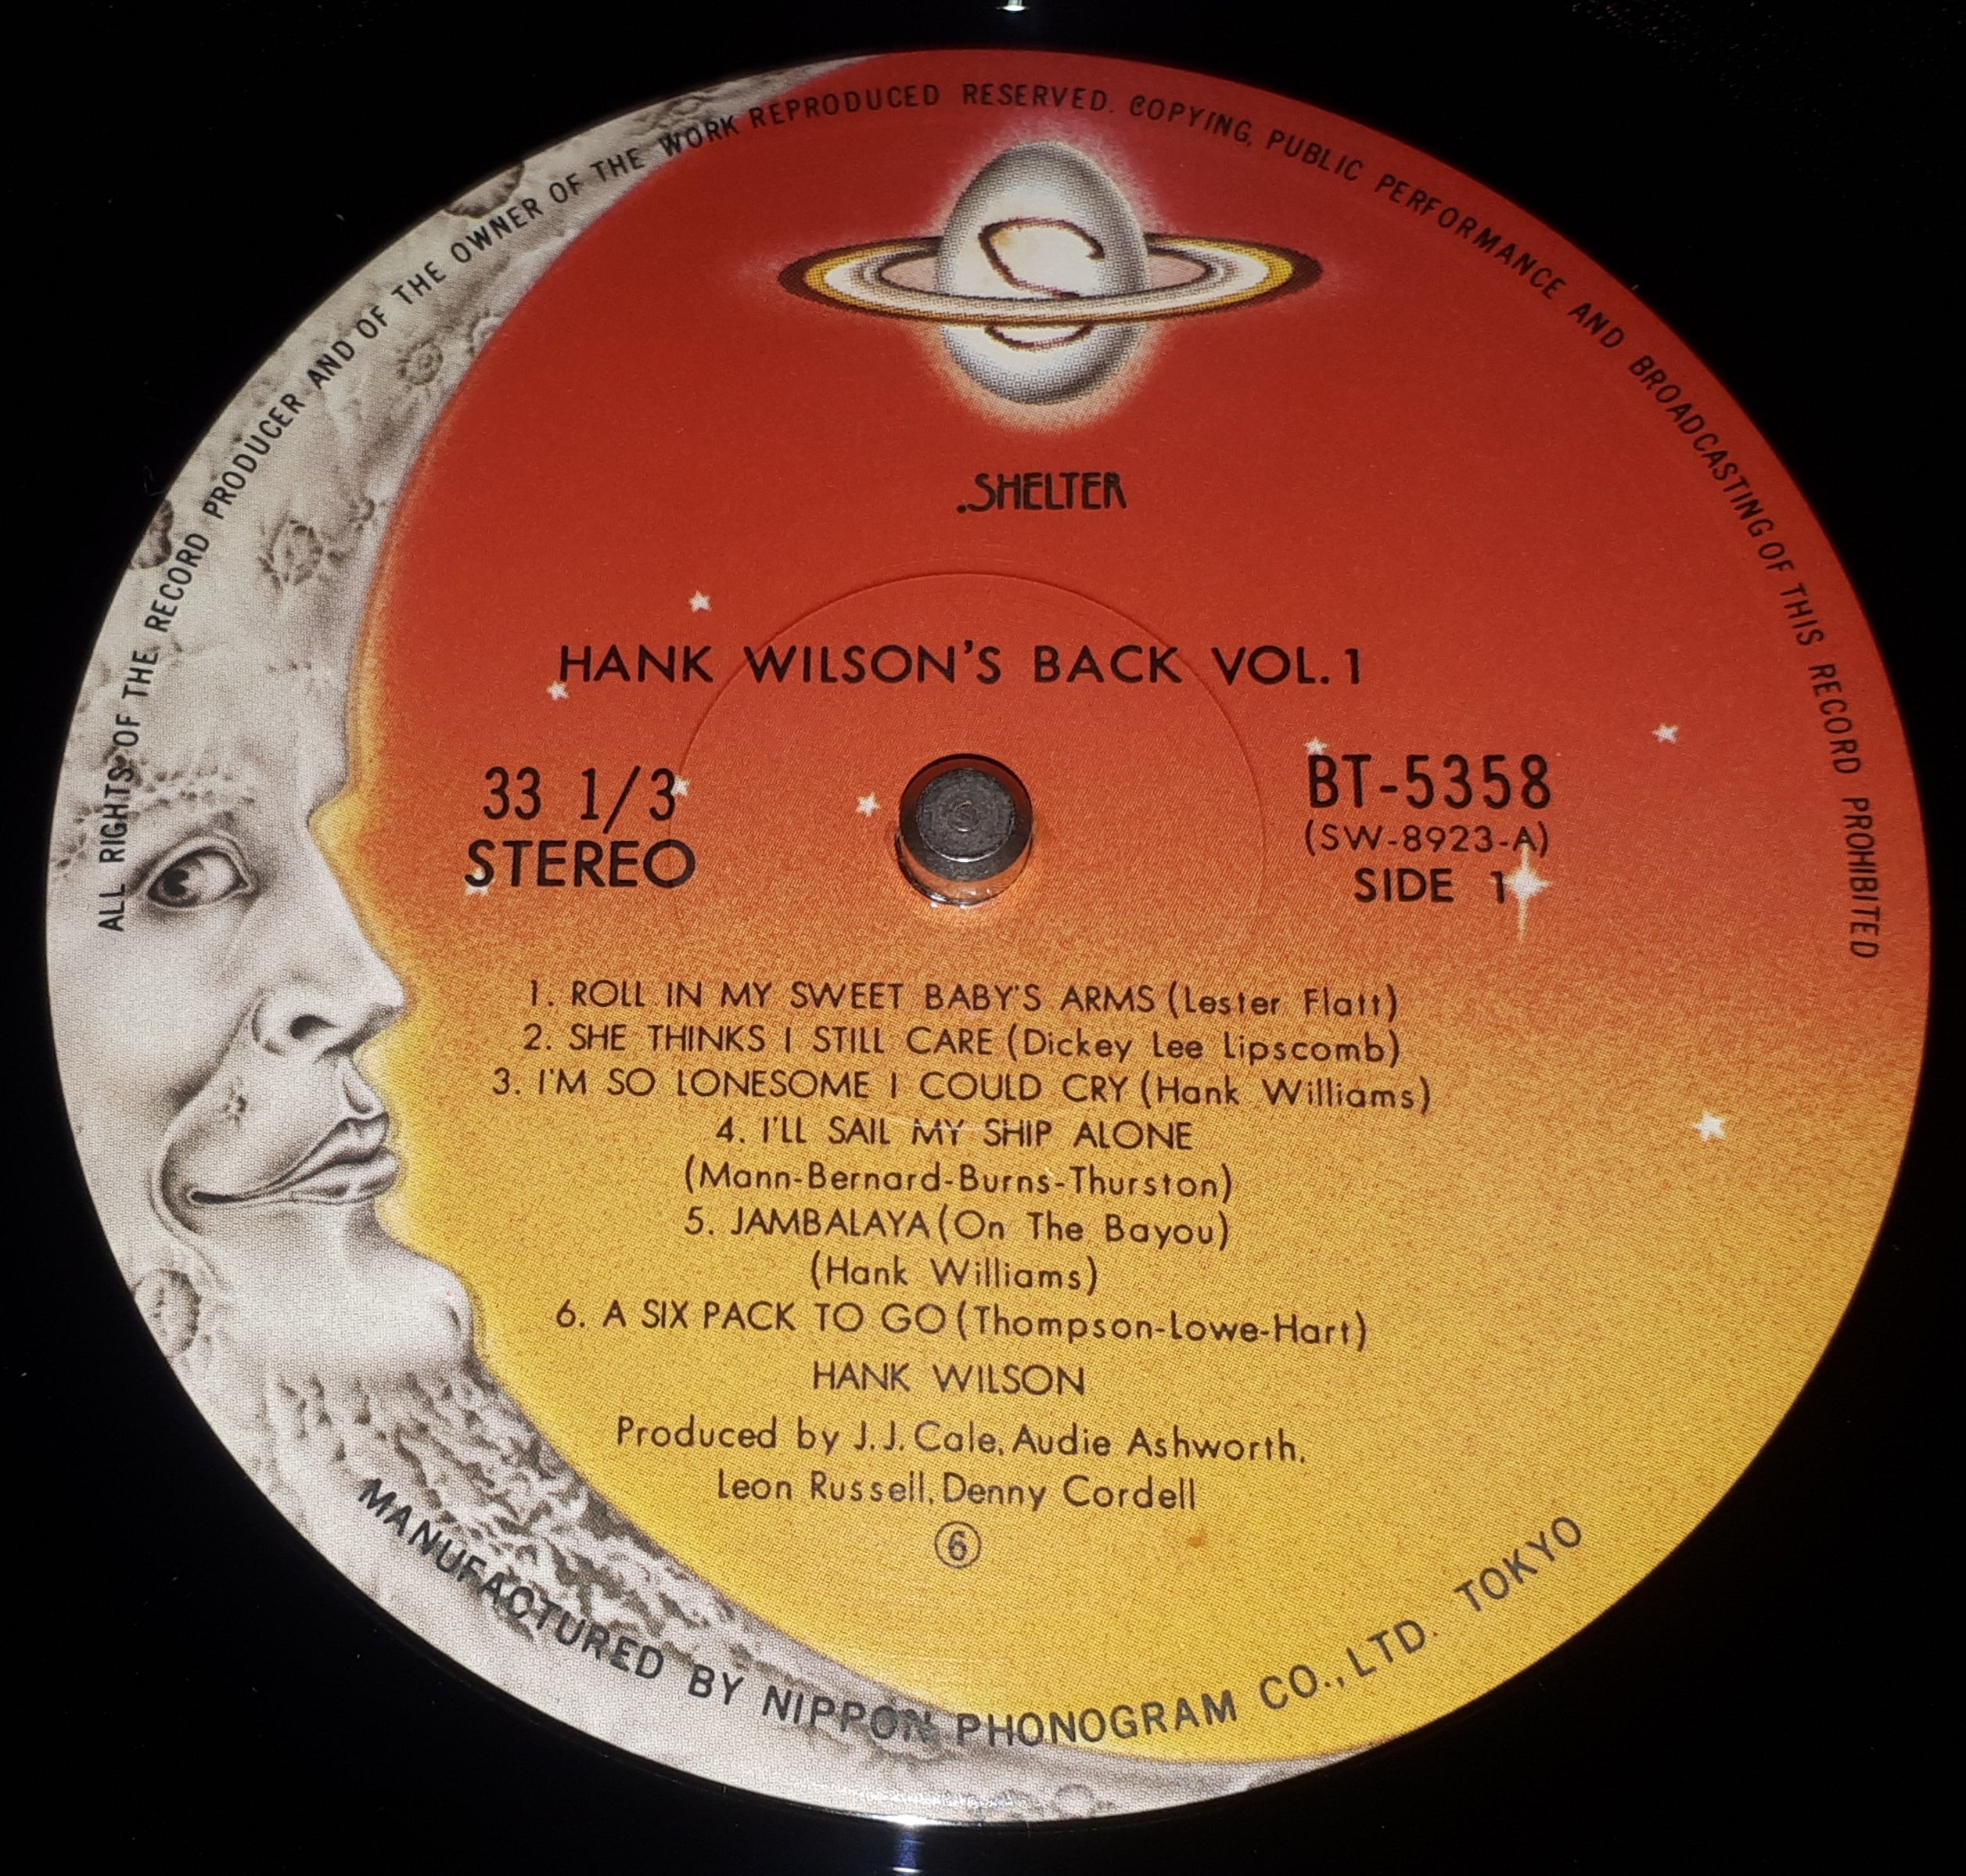 ALL RIGHTS OF THE RECORD PRODUCER AND OF THE OWNER OF THE WORK REPRODUCED RESERVED. COPYING, PUBLIC PERFORMANCE AND BROADCASTING OF THIS RECORD PROHIBITED
S
.SHELTER
HANK WILSON'S BACK VOL. 1
33 1/3
STEREO
BT-5358
(SW-8923-A)
SIDE 1
1. ROLL IN MY SWEET BABY'S ARMS (Lester Flatt)
2. SHE THINKS I STILL CARE (Dickey Lee Lipscomb)
3. I'M SO LONESOME I COULD CRY (Hank Williams)
4. I'LL SAIL MY SHIP ALONE
(Mann-Bernard-Burns-Thurston)
5. JAMBALAYA (On The Bayou)
(Hank Williams)
6. A SIX PACK TO GO (Thompson-Lowe-Hart)
HANK WILSON
Produced by J.J. Cale, Audie Ashworth,
Leon Russell, Denny Cordell
⑥
MANUFACTURED BY NIPPON PHONOGRAM CO., LTD. TOKYO